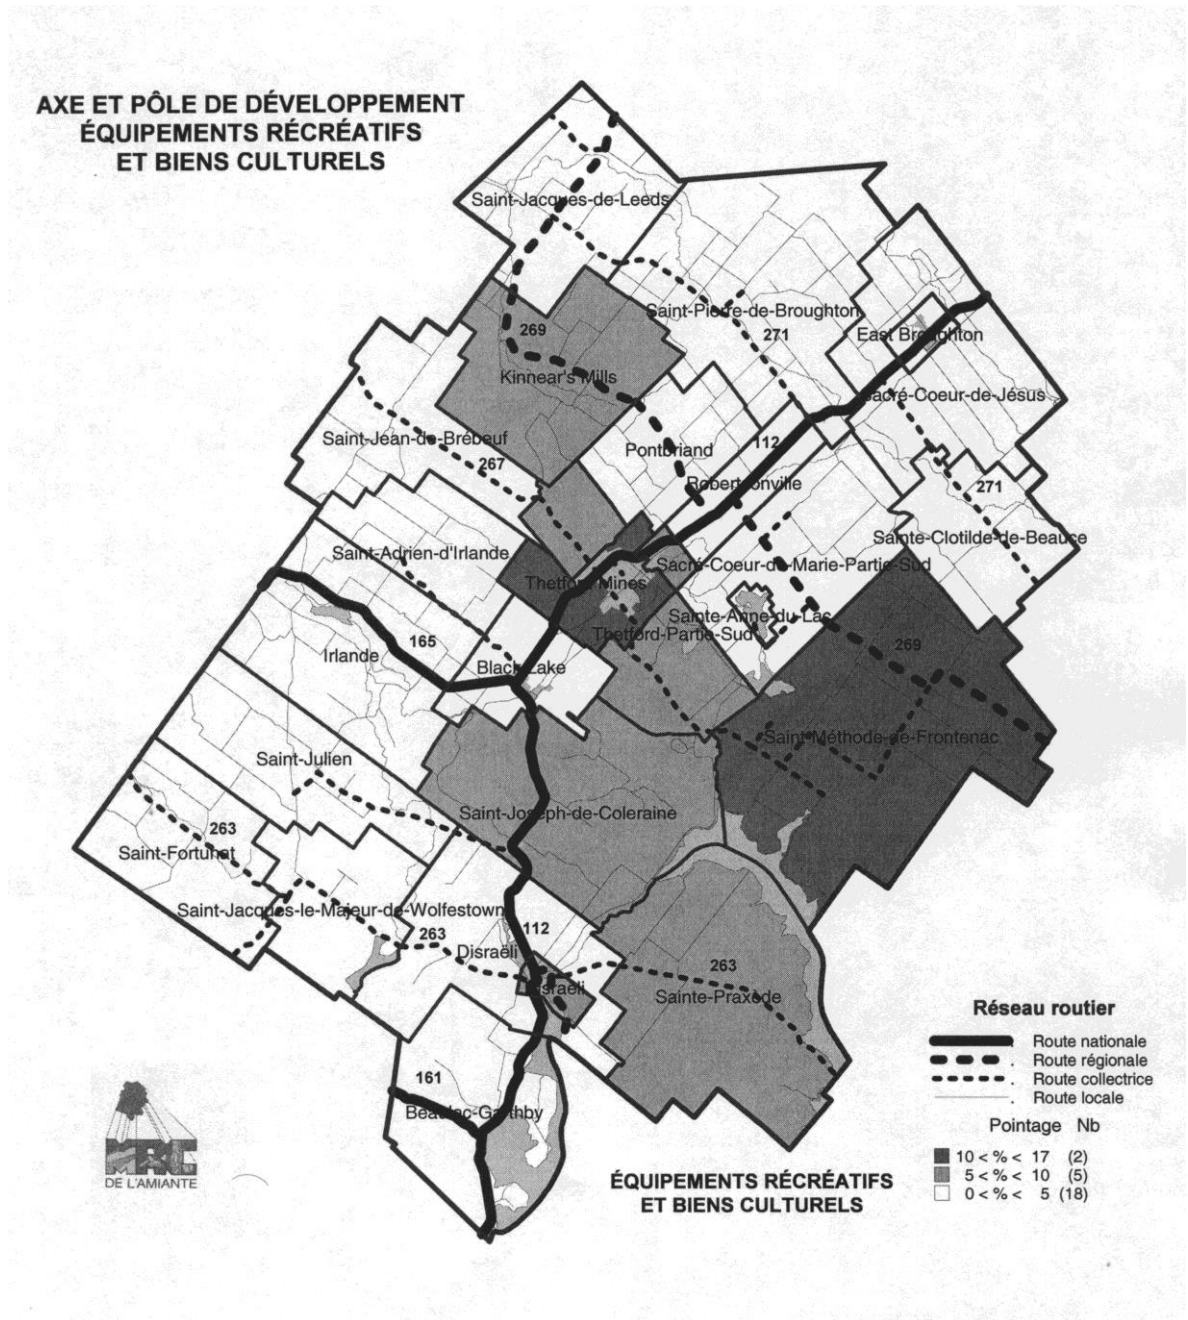 AXE ET PÔLE DE DÉVELOPPEMENT
ÉQUIPEMENTS RÉCRÉATIFS
ET BIENS CULTURELS
Saint-Jacques-de-Leeds
Saint-Pierre-de-Broughton
269
271
East Broughton
Kinnear's Mills
Sacré-Coeur-de-Jésus
Saint-Jean-de-Brébeuf
Pontbriand
112
267
Robertsonville
271
Sainte-Clotilde-de-Beauce
Saint-Adrien-d'Irlande
Sacré-Coeur-de-Marie-Partie-Sud
Thetford Mines
Sainte-Anne-du-Lac
Thetford-Partie-Sud
165
269
Irlande
Black Lake
Saint-Méthode-de-Frontenac
Saint-Julien
Saint-Joseph-de-Coleraine
263
Saint-Fortunat
Saint-Jacques-le-Majeur-de-Wolfestown
263
112
Disraëli
263
Disraëli
Sainte-Praxède
161
Beaulac-Garthby
Réseau routier
Route nationale
Route régionale
Route collectrice
Route locale
Pointage Nb
10 < % < 17 (2)
5 < % < 10 (5)
0 < % < 5 (18)
MRC
DE L'AMIANTE
ÉQUIPEMENTS RÉCRÉATIFS
ET BIENS CULTURELS